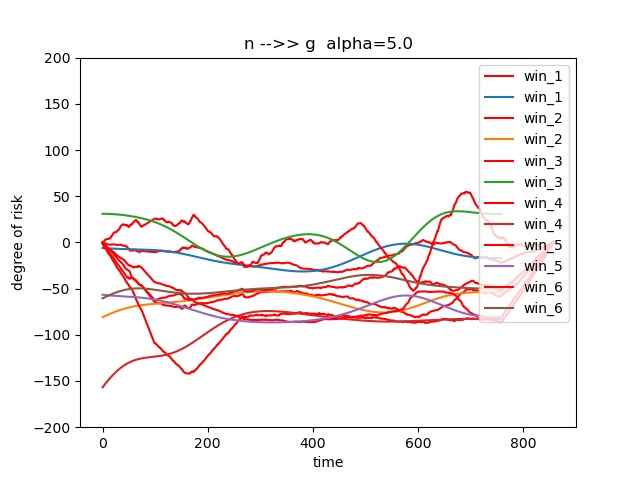 n -->> g  alpha=5.0
200
150
100
50
0
−50
−100
−150
−200
degree of risk
0
200
400
600
800
time
win_1
win_1
win_2
win_2
win_3
win_3
win_4
win_4
win_5
win_5
win_6
win_6